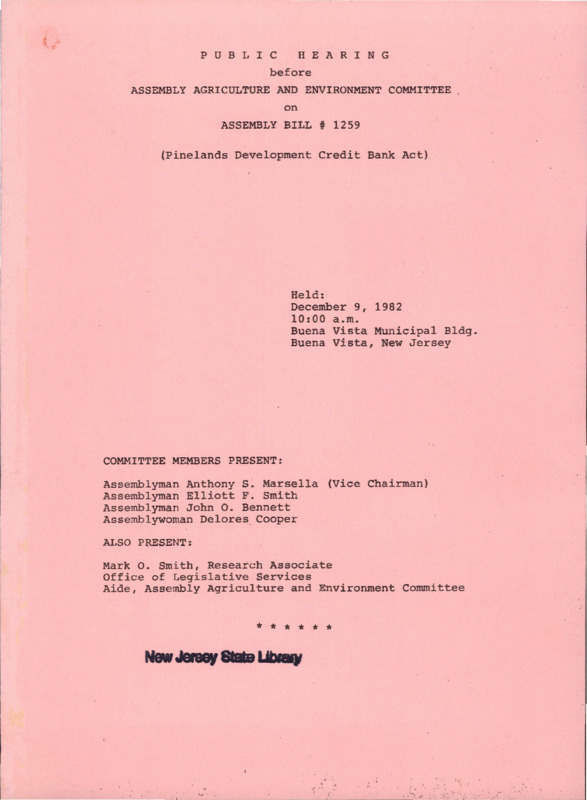 PUBLIC HEARING
before
ASSEMBLY AGRICULTURE AND ENVIRONMENT COMMITTEE
on
ASSEMBLY BILL # 1259
(Pinelands Development Credit Bank Act)
Held:
December 9, 1982
10:00 a.m.
Buena Vista Municipal Bldg.
Buena Vista, New Jersey
COMMITTEE MEMBERS PRESENT:
Assemblyman Anthony S. Marsella (Vice Chairman)
Assemblyman Elliott F. Smith
Assemblyman John O. Bennett
Assemblywoman Delores Cooper
ALSO PRESENT:
Mark O. Smith, Research Associate
Office of Legislative Services
Aide, Assembly Agriculture and Environment Committee
* * * * * *
New Jersey State Library